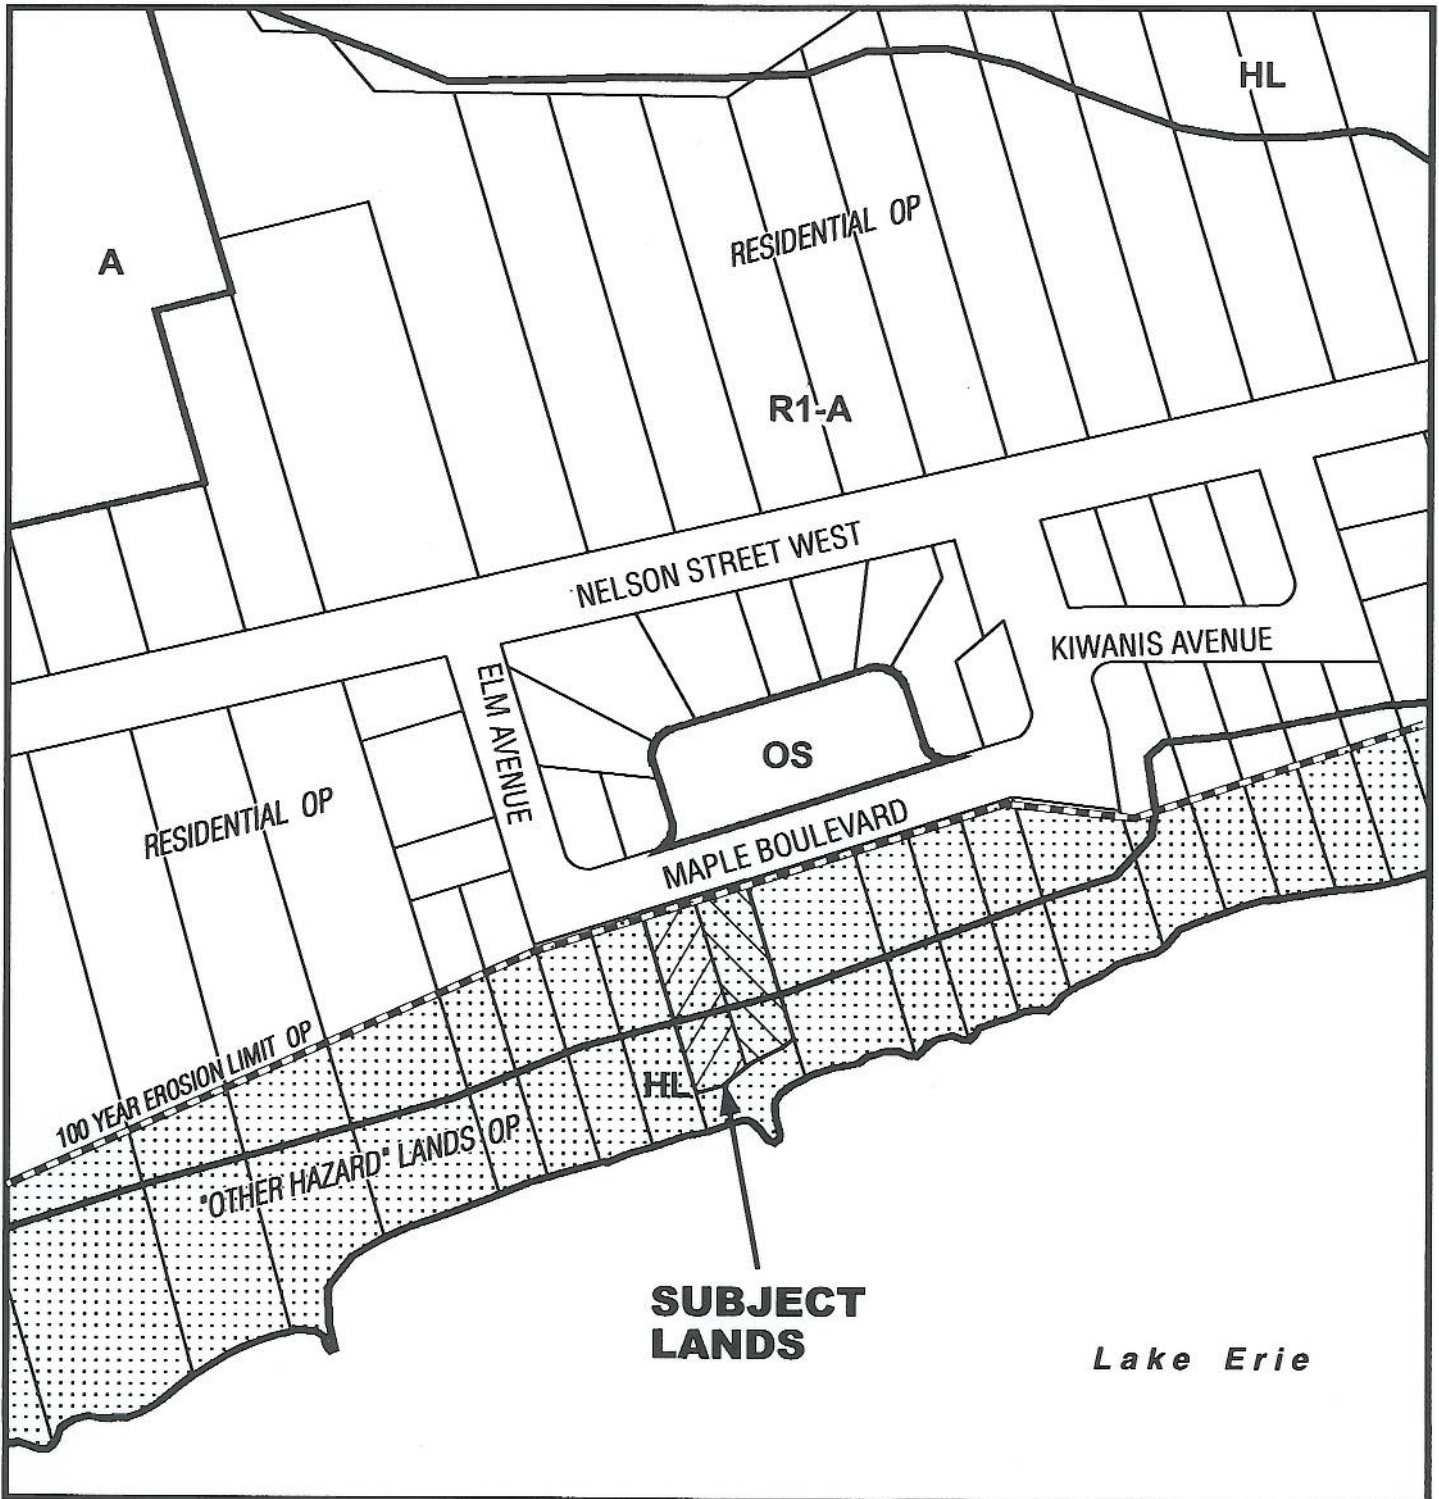 HL
RESIDENTIAL OP
A
R1-A
NELSON STREET WEST
KIWANIS AVENUE
ELM AVENUE
OS
RESIDENTIAL OP
MAPLE BOULEVARD
100 YEAR EROSION LIMIT OP
HL
"OTHER HAZARD" LANDS OP
SUBJECT
LANDS
Lake Erie